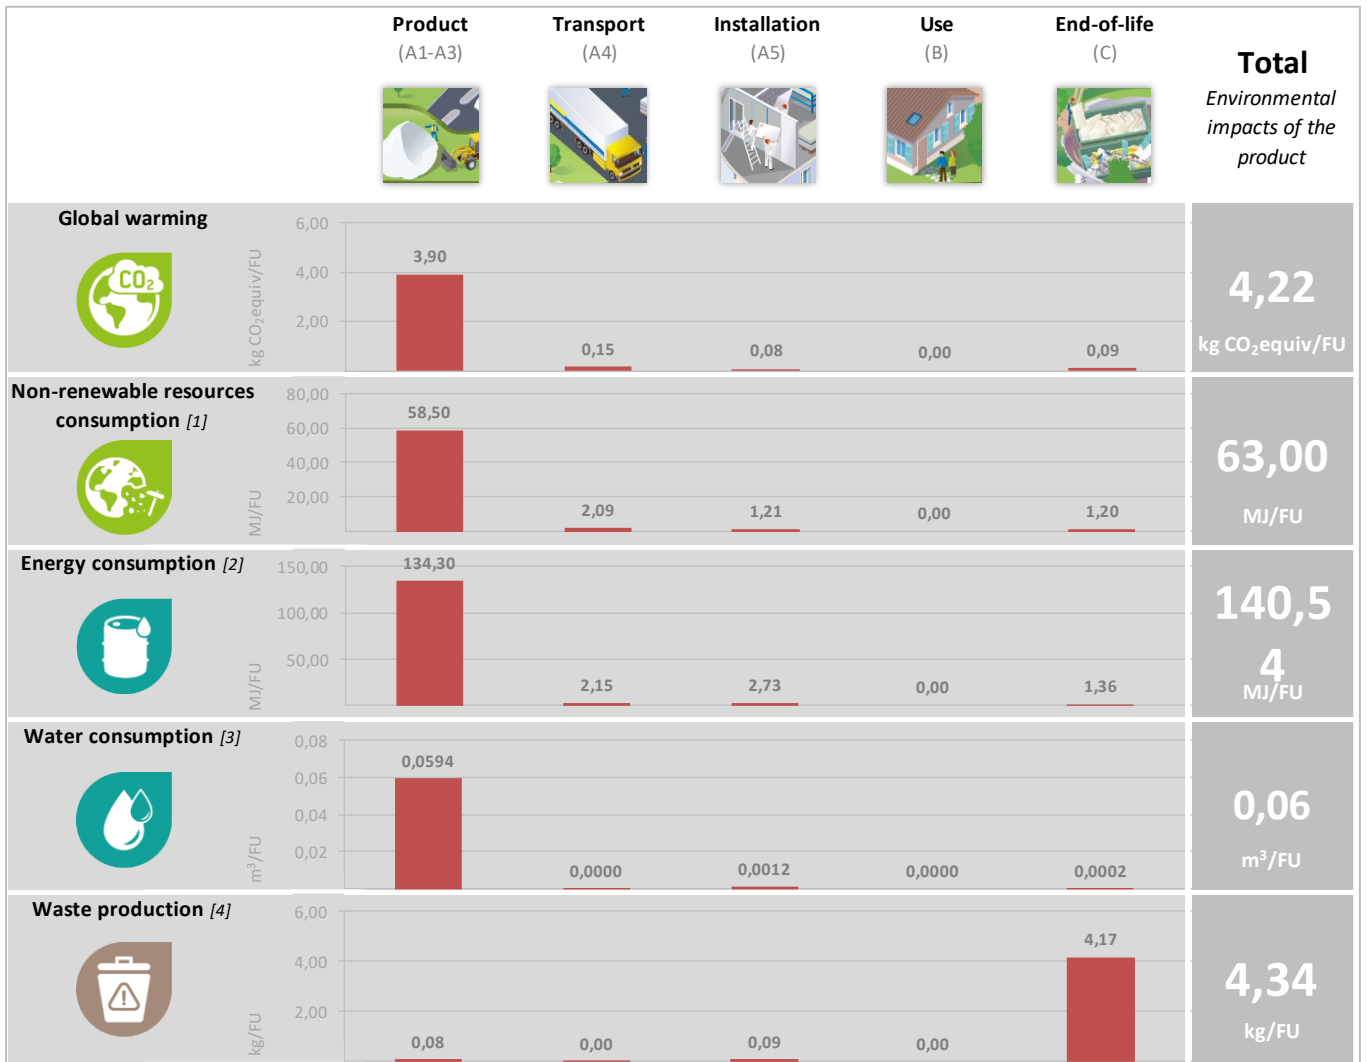 Product
(A1-A3)
Transport
(A4)
Installation
(A5)
Use
(B)
End-of-life
(C)
Total
Environmental
impacts of the
product
Global warming
CO2
kg CO2equiv/FU
6,00
4,00
2,00
3,90
0,15
0,08
0,00
0,09
4,22
kg CO2equiv/FU
Non-renewable resources
consumption [1]
MJ/FU
80,00
60,00
40,00
20,00
58,50
2,09
1,21
0,00
1,20
63,00
MJ/FU
Energy consumption [2]
MJ/FU
150,00
100,00
50,00
134,30
2,15
2,73
0,00
1,36
140,5
4
MJ/FU
Water consumption [3]
m³/FU
0,08
0,06
0,04
0,02
0,0594
0,0000
0,0012
0,0000
0,0002
0,06
m³/FU
Waste production [4]
kg/FU
6,00
4,00
2,00
0,08
0,00
0,09
0,00
4,17
4,34
kg/FU